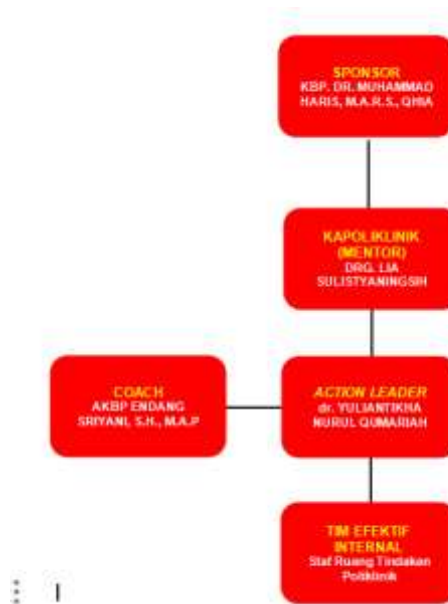 SPONSOR
KBP. DR. MUHAMMAD
HARIS, M.A.R.S., QHIA
KAPOLIKLINIK
(MENTOR)
DRG. LIA
SULISTYANINGSIH
COACH
AKBP ENDANG
SRIYANI, S.H., M.A.P
ACTION LEADER
dr. YULIANTIKHA
NURUL QUMARIAH
TIM EFEKTIF
INTERNAL
Staf Ruang Tindakan
Poliklinik